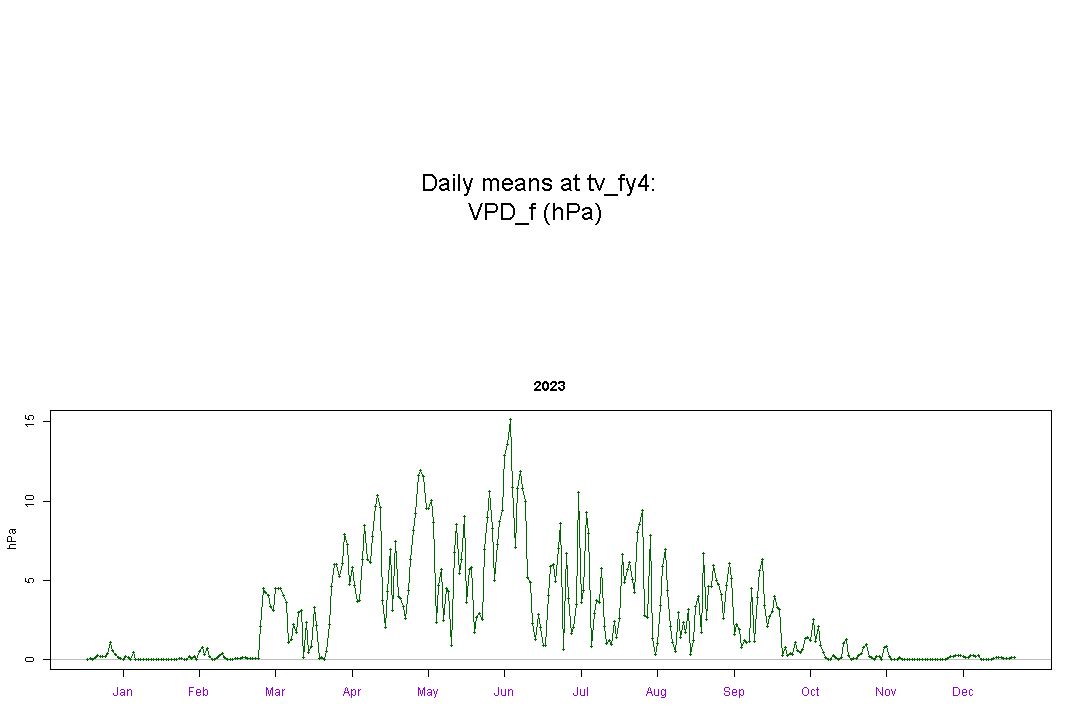 Daily means at tv_fy4:
VPD_f (hPa)
2023
hPa
15
10
5
0
Jan Feb Mar Apr May Jun Jul Aug Sep Oct Nov Dec